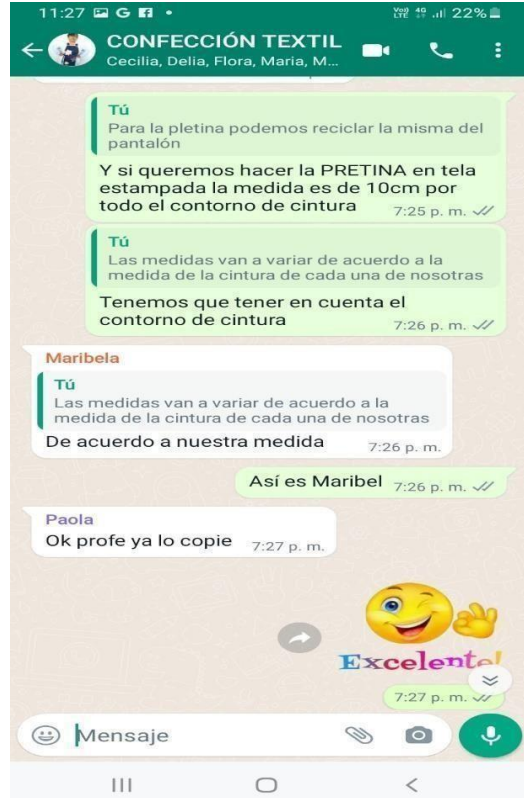 11:27
VoD LTE 4G 22%
CONFECCIÓN TEXTIL
Cecilia, Delia, Flora, Maria, M...
Tú
Para la pletina podemos reciclar la misma del
pantalón
Y si queremos hacer la PRETINA en tela
estampada la medida es de 10cm por
todo el contorno de cintura 7:25 p. m.
Tú
Las medidas van a variar de acuerdo a la
medida de la cintura de cada una de nosotras
Tenemos que tener en cuenta el
contorno de cintura 7:26 p. m.
Maribela
Tú
Las medidas van a variar de acuerdo a la
medida de la cintura de cada una de nosotras
De acuerdo a nuestra medida 7:26 p. m.
Así es Maribel 7:26 p. m.
Paola
Ok profe ya lo copie 7:27 p. m.
Excelente!
7:27 p. m.
Mensaje